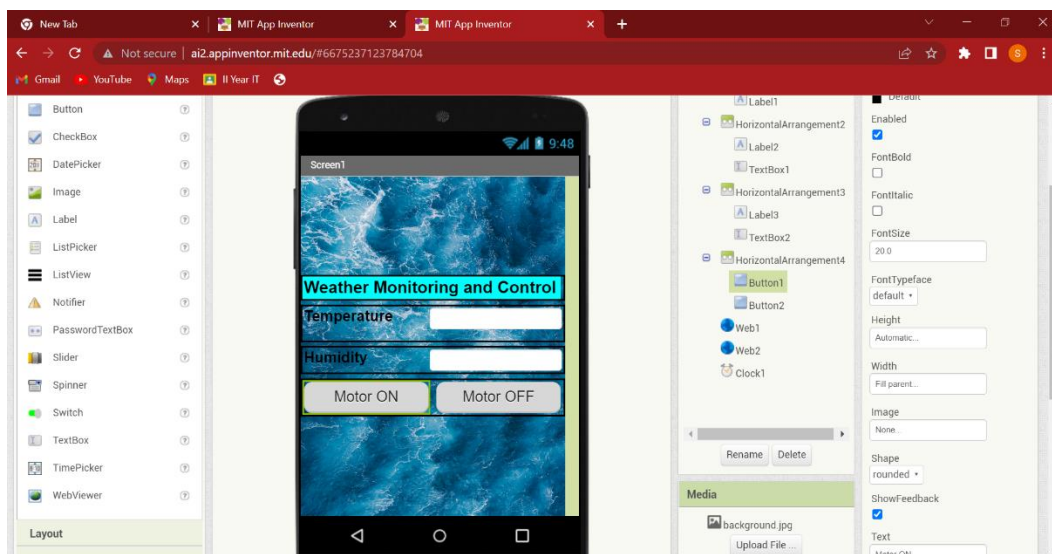 New Tab
MIT App Inventor
MIT App Inventor
Not secure | ai2.appinventor.mit.edu/#6675237123784704
S
Gmail
YouTube
Maps
II Year IT
Button
CheckBox
DatePicker
Image
Label
ListPicker
ListView
Notifier
PasswordTextBox
Slider
Spinner
Switch
TextBox
TimePicker
WebViewer
Layout
9:48
Screen1
Weather Monitoring and Control
Temperature
Humidity
Motor ON Motor OFF
Label1
HorizontalArrangement2
Label2
TextBox1
HorizontalArrangement3
Label3
TextBox2
HorizontalArrangement4
Button1
Button2
Web1
Web2
Clock1
Rename Delete
Media
background.jpg
Upload File ...
Default
Enabled
FontBold
FontItalic
FontSize
20.0
FontTypeface
default
Height
Automatic...
Width
Fill parent...
Image
None...
Shape
rounded
ShowFeedback
Text
Motor ON